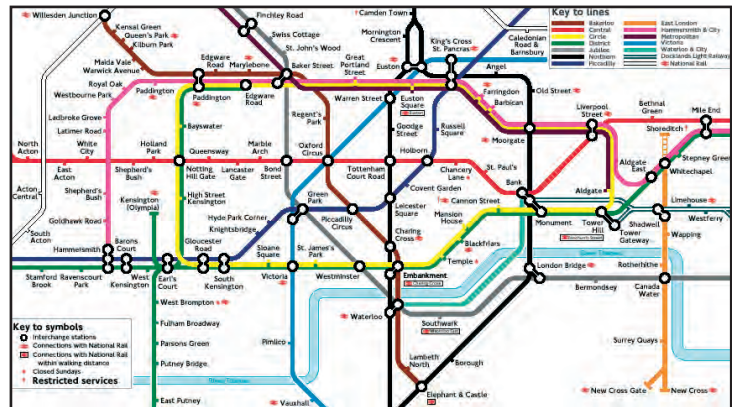 Willesden Junction
Kensal Green
Queen's Park
Kilburn Park
Maida Vale
Warwick Avenue
Royal Oak
Westbourne Park
Ladbroke Grove
Latimer Road
Paddington
Edgware
Road
Marylebone
Paddington
Edgware
Road
Finchley Road
Swiss Cottage
St. John's Wood
Baker Street
Great
Portland
Street
Camden Town
Mornington
Crescent
Euston
King's Cross
St. Pancras
Caledonian
Road &
Barnsbury
Angel
Warren Street
Euston
Square
Euston
Farringdon
Barbican
Old Street
Moorgate
Liverpool
Street
Bethnal
Green
Mile End
Shoreditch
Stepney Green
Whitechapel
Aldgate
East
Aldgate
Bayswater
Regent's
Park
Goodge
Street
Russell
Square
North
Acton
White
City
Holland
Park
Queensway
Marble
Arch
Oxford
Circus
Holborn
St. Paul's
East
Acton
Shepherd's
Bush
Notting
Hill Gate
Lancaster
Gate
Bond
Street
Tottenham
Court Road
Chancery
Lane
Bank
Acton
Central
South
Acton
Shepherd's
Bush
Goldhawk Road
Kensington
(Olympia)
High Street
Kensington
Hyde Park Corner
Knightsbridge
Green
Park
Piccadilly
Circus
Covent Garden
Leicester
Square
Cannon Street
Mansion
House
Monument
Tower
Hill
Fenchurch Street
Tower
Gateway
Shadwell
Limehouse
Westferry
Wapping
Hammersmith
Barons
Court
Gloucester
Road
Sloane
Square
St. James's
Park
Charing
Cross
Blackfriars
Temple
River Thames
Stamford
Brook
Ravenscourt
Park
West
Kensington
Earl's
Court
South
Kensington
Victoria
Westminster
Embankment
Charing Cross
London Bridge
Bermondsey
Rotherhithe
Canada
Water
West Brompton
Fulham Broadway
Parsons Green
Putney Bridge
East Putney
Waterloo
Southwark
Waterloo East
Pimlico
Lambeth
North
Borough
Vauxhall
Elephant & Castle
Surrey Quays
New Cross Gate
New Cross
River Thames
Key to lines
Bakerloo
Central
Circle
District
Jubilee
Northern
Piccadilly
East London
Hammersmith & City
Metropolitan
Victoria
Waterloo & City
Docklands Light Railway
National Rail
Key to symbols
Interchange stations
Connections with National Rail
Connections with National Rail
within walking distance
Closed Sundays
Restricted services